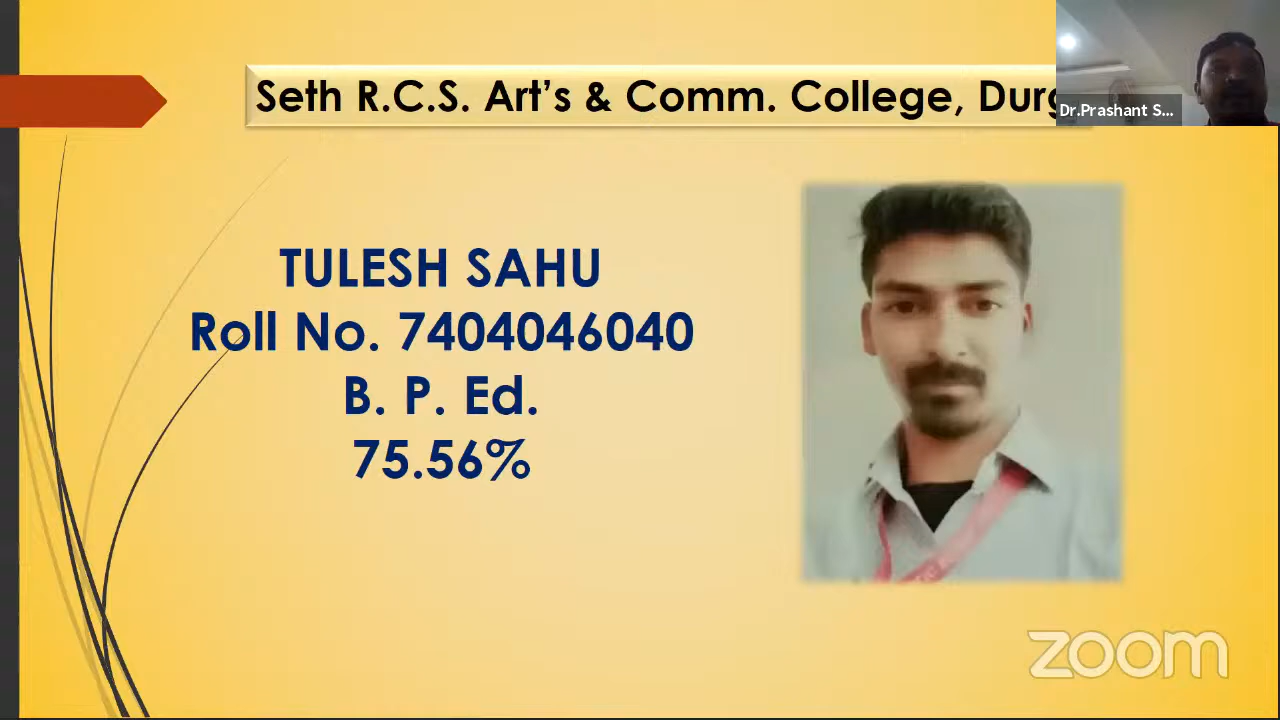 Seth R.C.S. Art's & Comm. College, Durg
Dr.Prashant S...
TULESH SAHU
Roll No. 7404046040
B. P. Ed.
75.56%
zoom